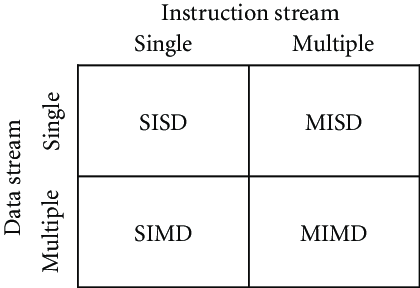 Instruction stream
Single Multiple
Data stream
Single
SISD MISD
Multiple
SIMD MIMD